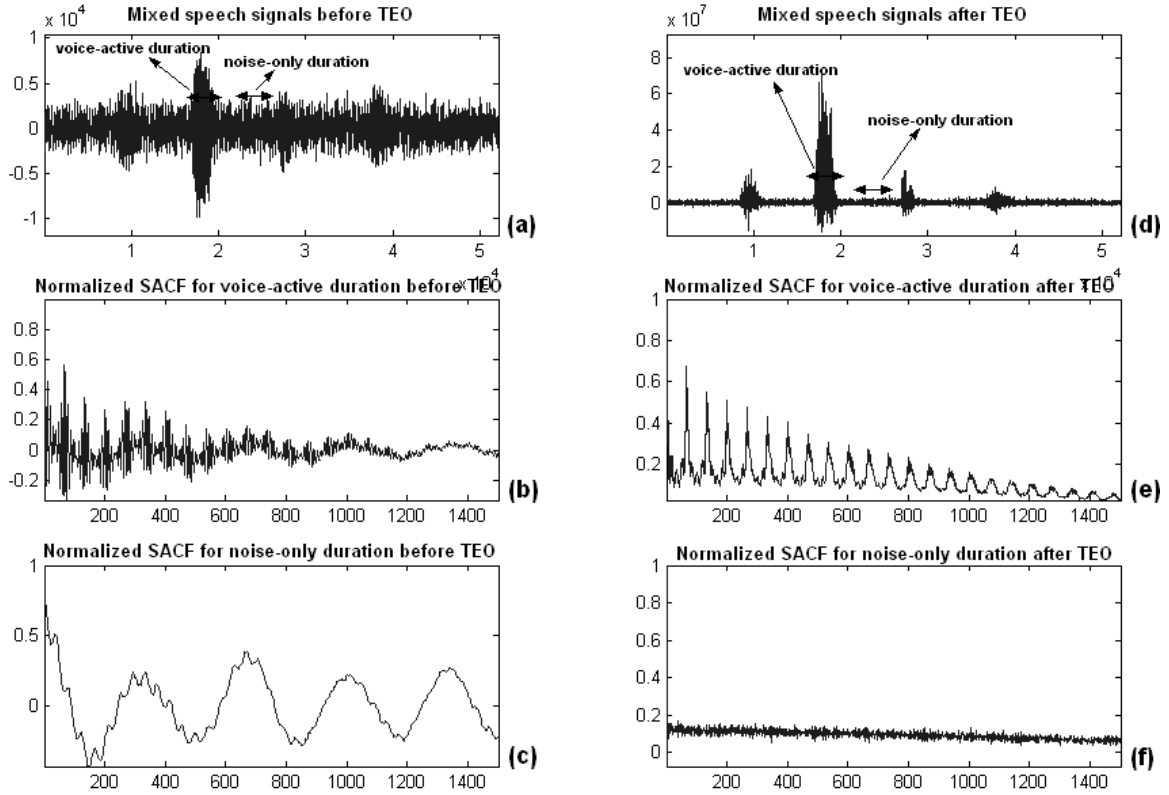 x 10^4
Mixed speech signals before TEO
1
0.5
0
-0.5
-1
voice-active duration
noise-only duration
1 2 3 4 5
x 10^4
(a)
Normalized SACF for voice-active duration before TEO
0.8
0.6
0.4
0.2
0
-0.2
200 400 600 800 1000 1200 1400
(b)
Normalized SACF for noise-only duration before TEO
1
0.5
0
200 400 600 800 1000 1200 1400
(c)
x 10^7
Mixed speech signals after TEO
8
6
4
2
0
voice-active duration
noise-only duration
1 2 3 4 5
x 10^4
(d)
Normalized SACF for voice-active duration after TEO
1
0.8
0.6
0.4
0.2
200 400 600 800 1000 1200 1400
(e)
Normalized SACF for noise-only duration after TEO
1
0.8
0.6
0.4
0.2
0
200 400 600 800 1000 1200 1400
(f)